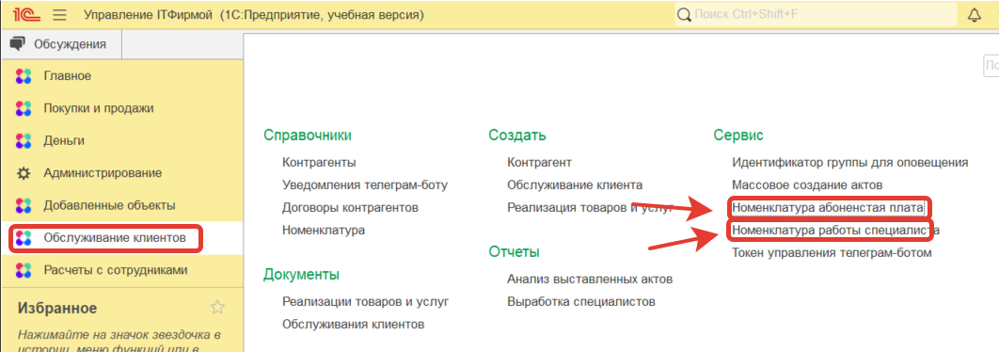 1С Управление ITФирмой (1С:Предприятие, учебная версия) Поиск Ctrl+Shift+F
Обсуждения
Главное
Покупки и продажи
Деньги
Администрирование
Добавленные объекты
Обслуживание клиентов
Расчеты с сотрудниками
Избранное
Нажимайте на значок звездочка в
истории, меню функций или в
По
Справочники
Контрагенты
Уведомления телеграм-боту
Договоры контрагентов
Номенклатура
Документы
Реализации товаров и услуг
Обслуживания клиентов
Создать
Контрагент
Обслуживание клиента
Реализация товаров и услуг
Отчеты
Анализ выставленных актов
Выработка специалистов
Сервис
Идентификатор группы для оповещения
Массовое создание актов
Номенклатура абоненстая плата
Номенклатура работы специалиста
Токен управления телеграм-ботом